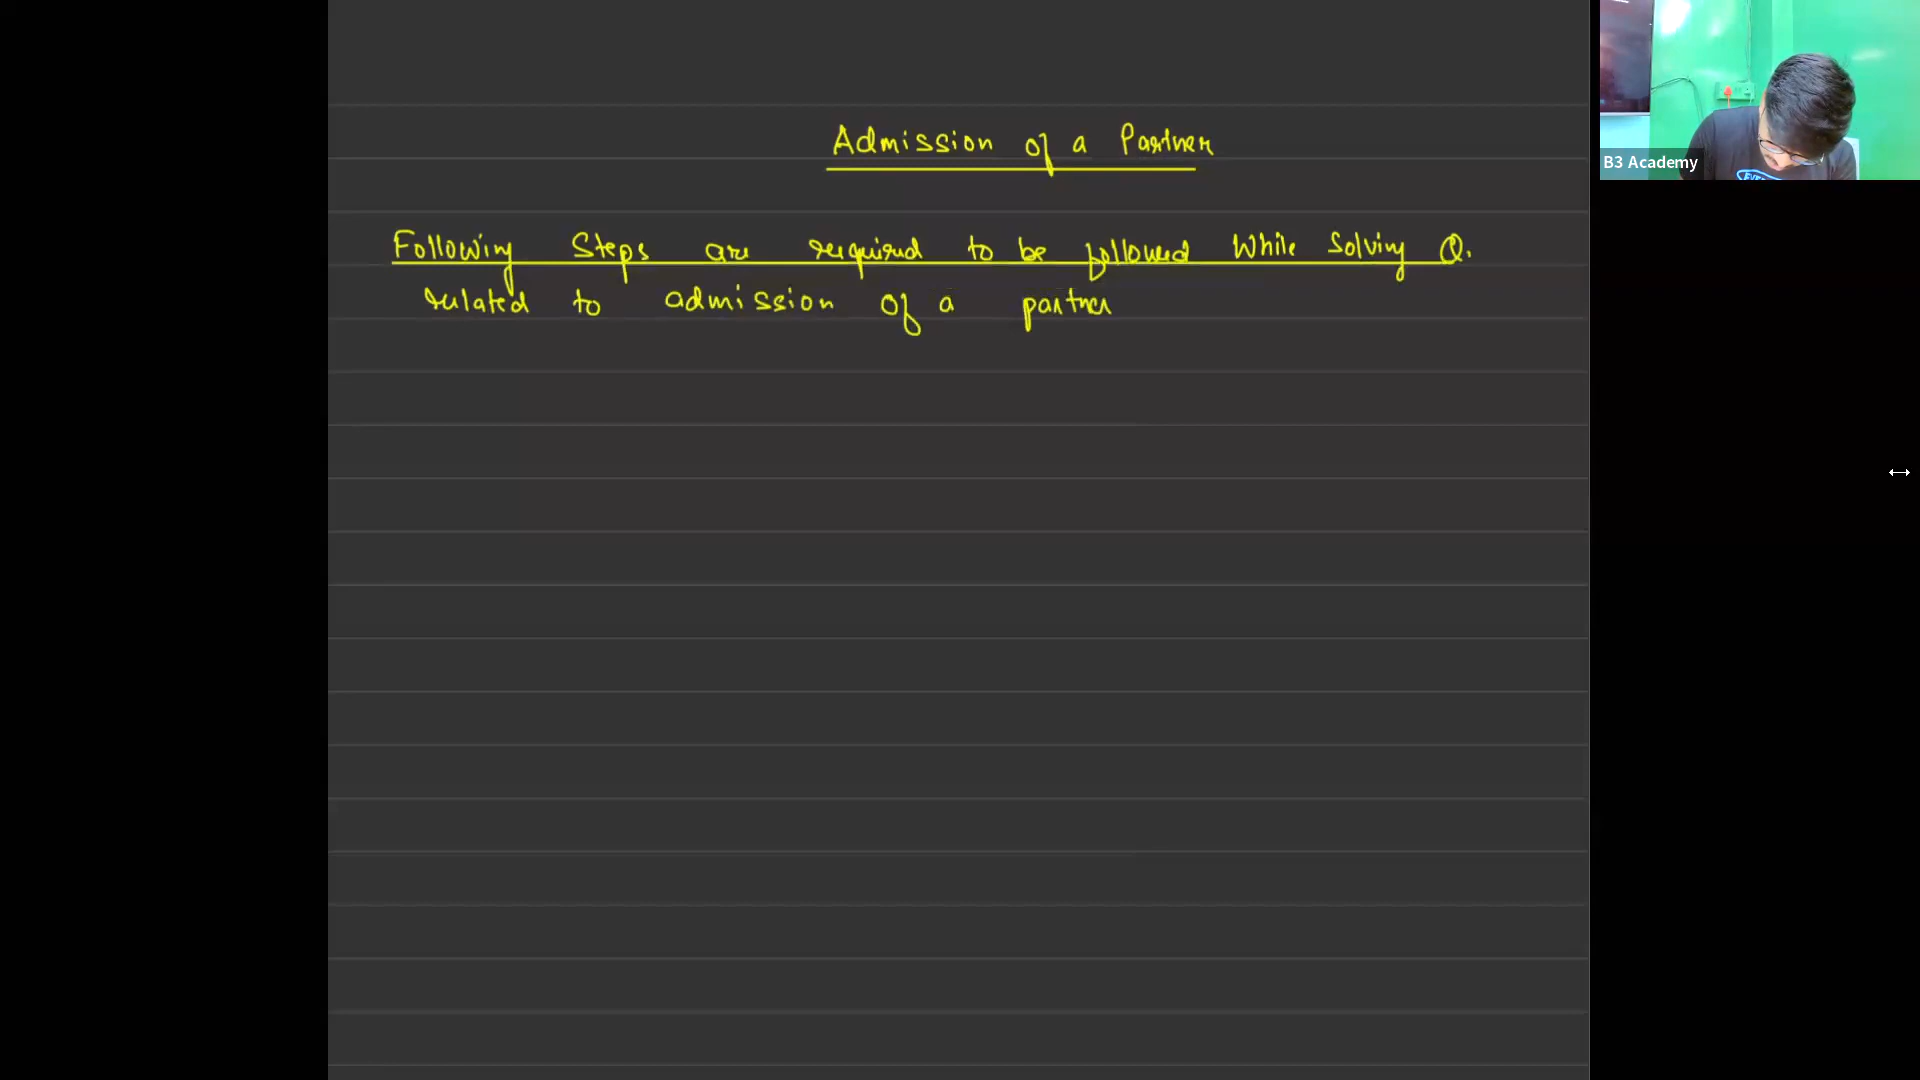 Admission of a Partner
B3 Academy
Following Steps are required to be followed While Solving Q.
related to admission of a partner